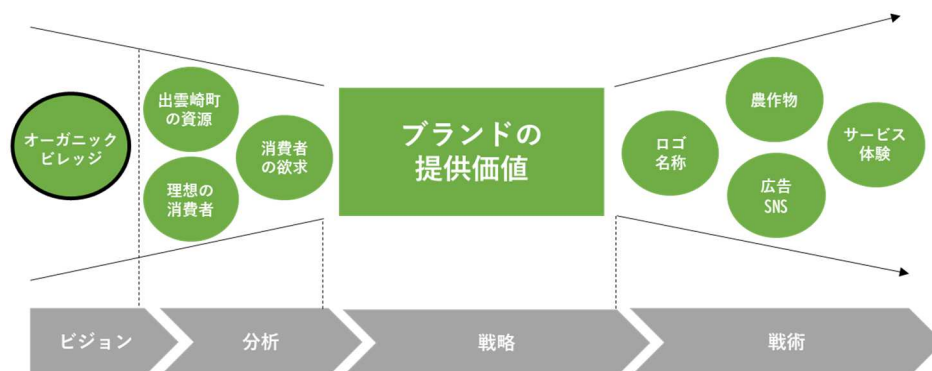 オーガニック
ビレッジ
出雲崎町
の資源
理想の
消費者
消費者
の欲求
ブランドの
提供価値
ロゴ
名称
農作物
広告
SNS
サービス
体験
ビジョン
分析
戦略
戦術